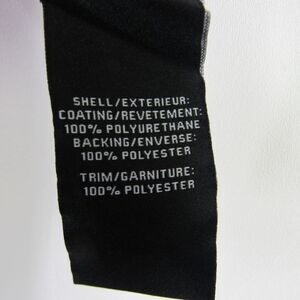 SHELL/EXTERIEUR:
COATING/REVETEMENT:
100% POLYURETHANE
BACKING/ENVERSE:
100% POLYESTER
TRIM/GARNITURE:
100% POLYESTER